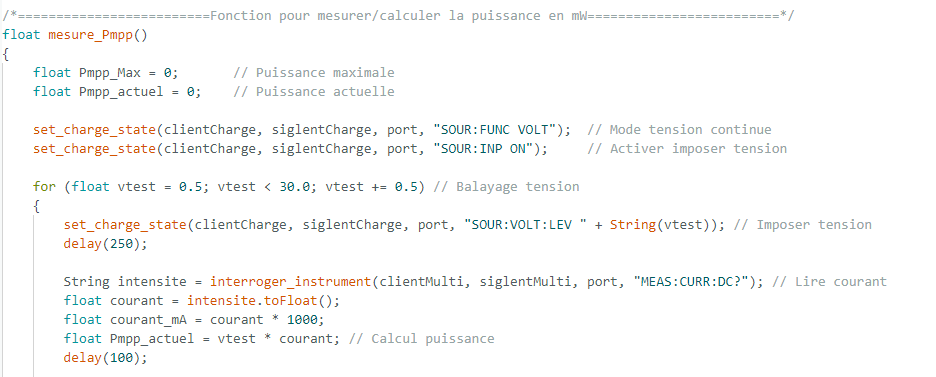 /*=========================Fonction pour mesurer/calculer la puissance en mW=========================*/
float mesure_Pmpp()
{
    float Pmpp_Max = 0;       // Puissance maximale
    float Pmpp_actuel = 0;    // Puissance actuelle

    set_charge_state(clientCharge, siglentCharge, port, "SOUR:FUNC VOLT");  // Mode tension continue
    set_charge_state(clientCharge, siglentCharge, port, "SOUR:INP ON");     // Activer imposer tension

    for (float vtest = 0.5; vtest < 30.0; vtest += 0.5) // Balayage tension
    {
        set_charge_state(clientCharge, siglentCharge, port, "SOUR:VOLT:LEV " + String(vtest)); // Imposer tension
        delay(250);

        String intensite = interroger_instrument(clientMulti, siglentMulti, port, "MEAS:CURR:DC?"); // Lire courant
        float courant = intensite.toFloat();
        float courant_mA = courant * 1000;
        float Pmpp_actuel = vtest * courant; // Calcul puissance
        delay(100);